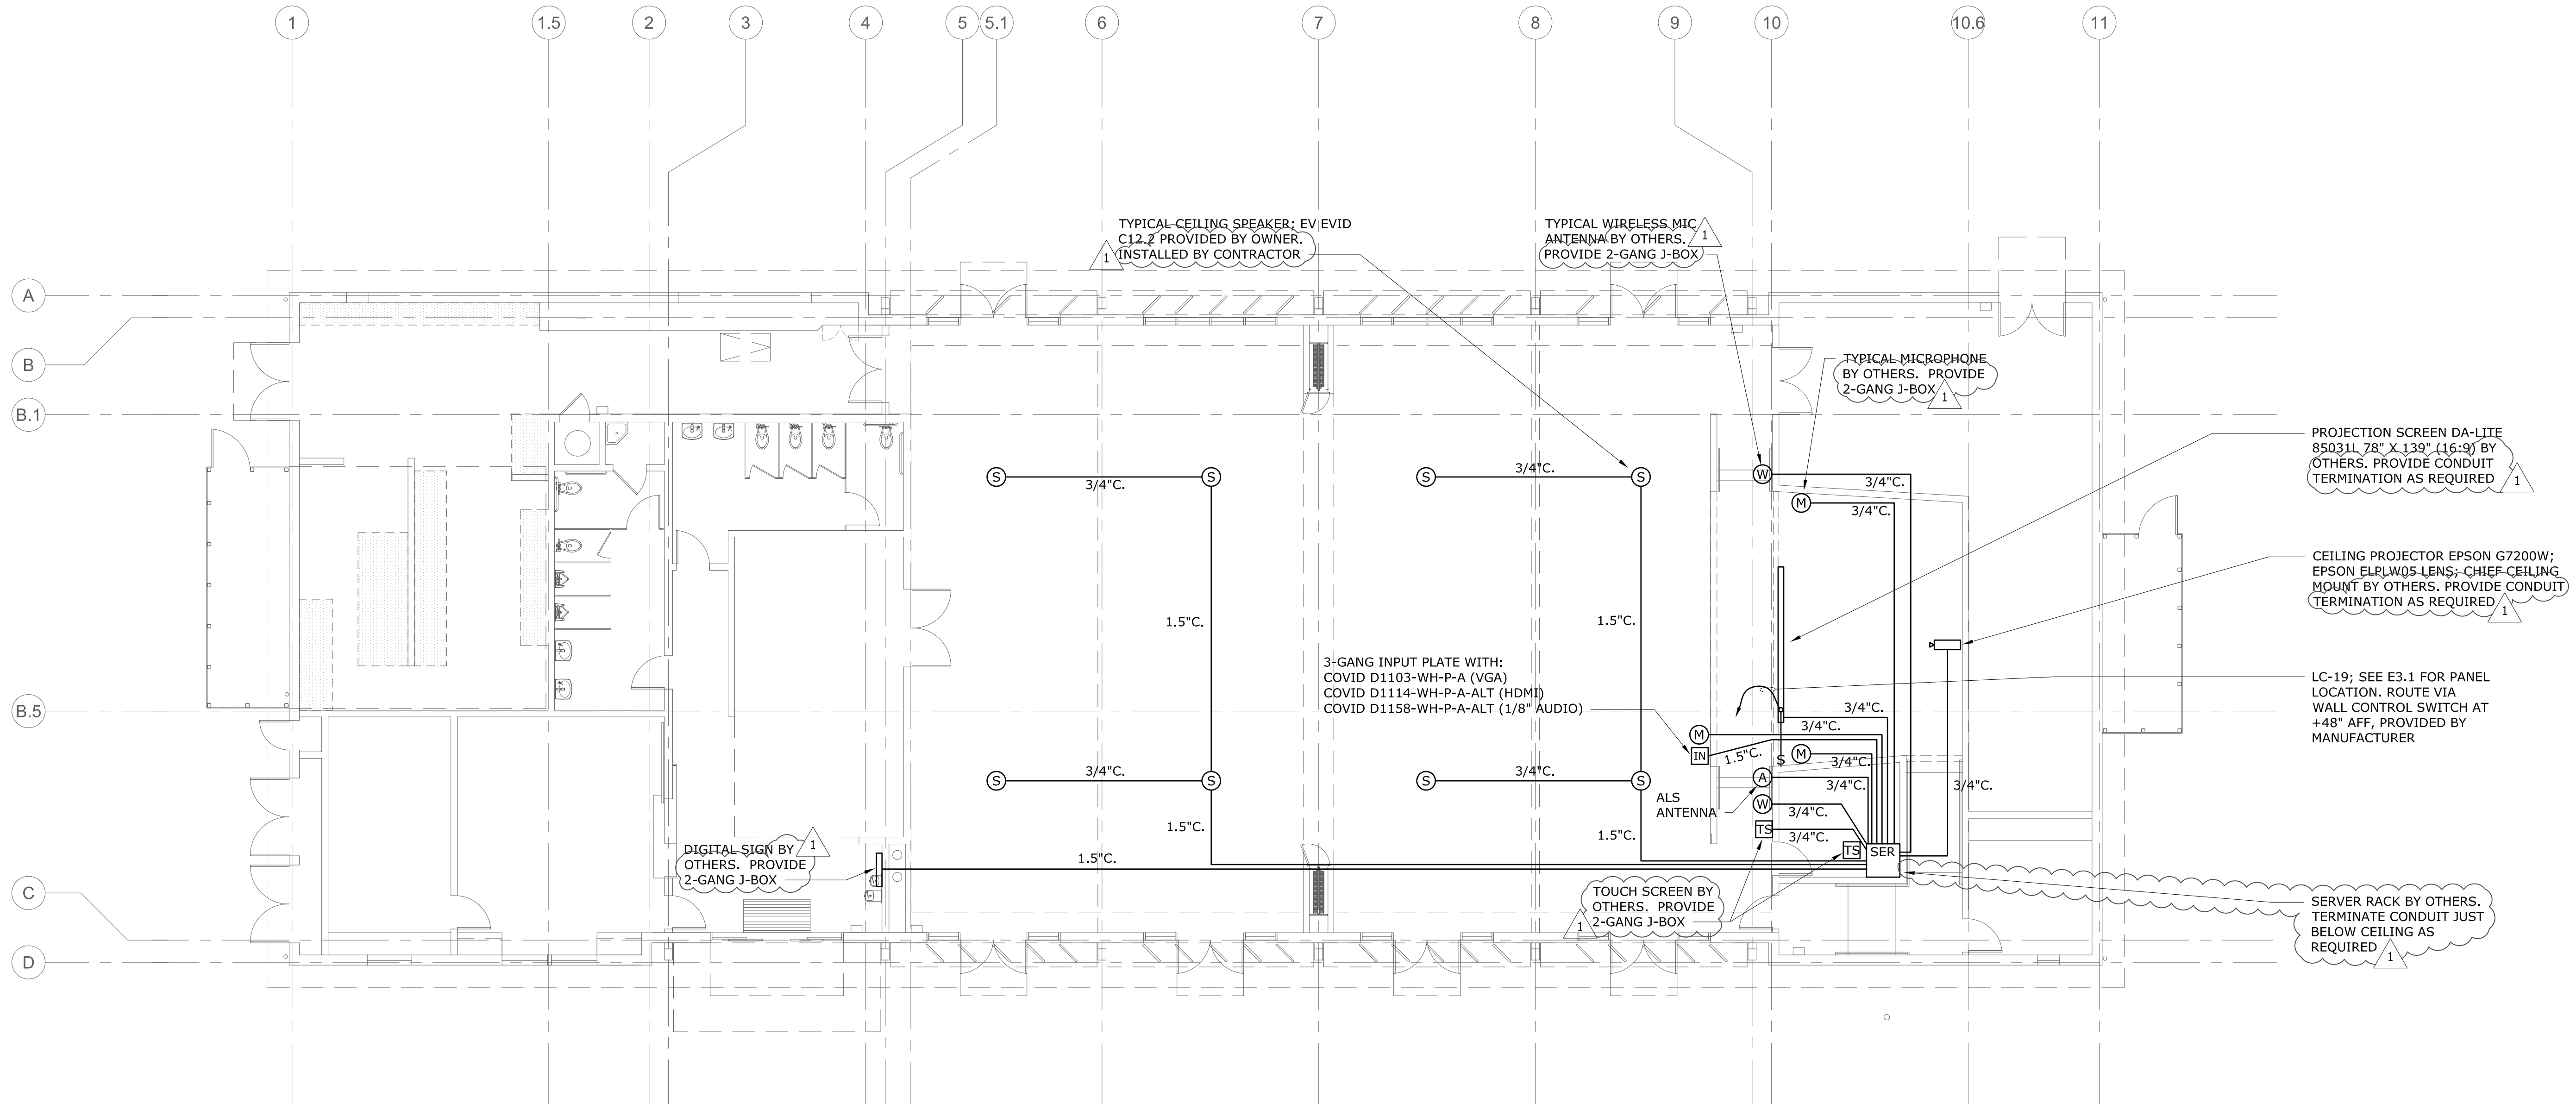 1
1.5
2
3
4
5
5.1
6
7
8
9
10
10.6
11
A
B
B.1
B.5
C
D
TYPICAL CEILING SPEAKER; EV EVID
C12.2 PROVIDED BY OWNER.
INSTALLED BY CONTRACTOR
1
TYPICAL WIRELESS MIC
ANTENNA BY OTHERS.
PROVIDE 2-GANG J-BOX
1
TYPICAL MICROPHONE
BY OTHERS. PROVIDE
2-GANG J-BOX
1
PROJECTION SCREEN DA-LITE
85031L 78" X 139" (16:9) BY
OTHERS. PROVIDE CONDUIT
TERMINATION AS REQUIRED
1
CEILING PROJECTOR EPSON G7200W;
EPSON ELPLW05 LENS; CHIEF CEILING
MOUNT BY OTHERS. PROVIDE CONDUIT
TERMINATION AS REQUIRED
1
LC-19; SEE E3.1 FOR PANEL
LOCATION. ROUTE VIA
WALL CONTROL SWITCH AT
+48" AFF, PROVIDED BY
MANUFACTURER
SERVER RACK BY OTHERS.
TERMINATE CONDUIT JUST
BELOW CEILING AS
REQUIRED
1
3-GANG INPUT PLATE WITH:
COVID D1103-WH-P-A (VGA)
COVID D1114-WH-P-A-ALT (HDMI)
COVID D1158-WH-P-A-ALT (1/8" AUDIO)
ALS
ANTENNA
TOUCH SCREEN BY
OTHERS. PROVIDE
2-GANG J-BOX
1
DIGITAL SIGN BY
OTHERS. PROVIDE
2-GANG J-BOX
1
S
3/4"C.
S
S
3/4"C.
S
W
3/4"C.
M
3/4"C.
1.5"C.
1.5"C.
3/4"C.
M
3/4"C.
IN
1.5"C.
$
M
3/4"C.
S
3/4"C.
S
S
3/4"C.
S
A
3/4"C.
3/4"C.
W
3/4"C.
1.5"C.
1.5"C.
TS
3/4"C.
TS
SER
1.5"C.